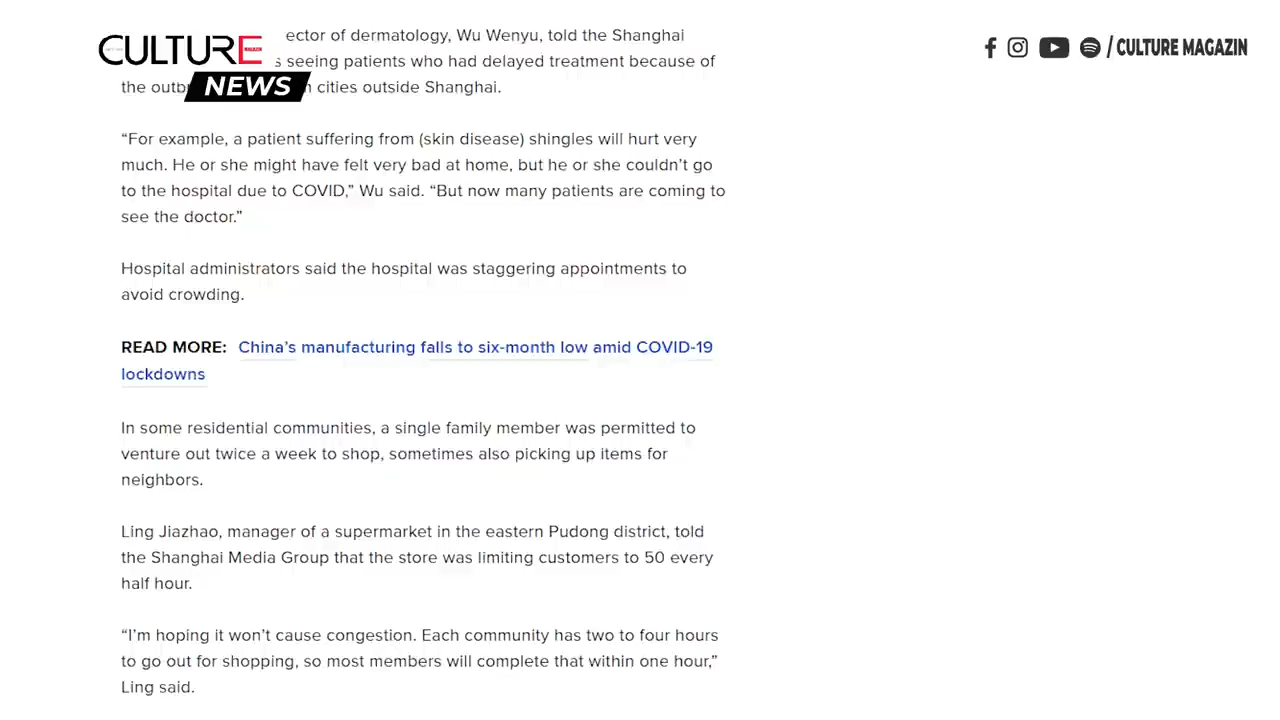 CULTURE
NEWS
/ CULTURE MAGAZIN
ector of dermatology, Wu Wenyu, told the Shanghai
s seeing patients who had delayed treatment because of
the outb cities outside Shanghai.
“For example, a patient suffering from (skin disease) shingles will hurt very
much. He or she might have felt very bad at home, but he or she couldn’t go
to the hospital due to COVID,” Wu said. “But now many patients are coming to
see the doctor.”
Hospital administrators said the hospital was staggering appointments to
avoid crowding.
READ MORE: China’s manufacturing falls to six-month low amid COVID-19
lockdowns
In some residential communities, a single family member was permitted to
venture out twice a week to shop, sometimes also picking up items for
neighbors.
Ling Jiazhao, manager of a supermarket in the eastern Pudong district, told
the Shanghai Media Group that the store was limiting customers to 50 every
half hour.
“I’m hoping it won’t cause congestion. Each community has two to four hours
to go out for shopping, so most members will complete that within one hour,”
Ling said.